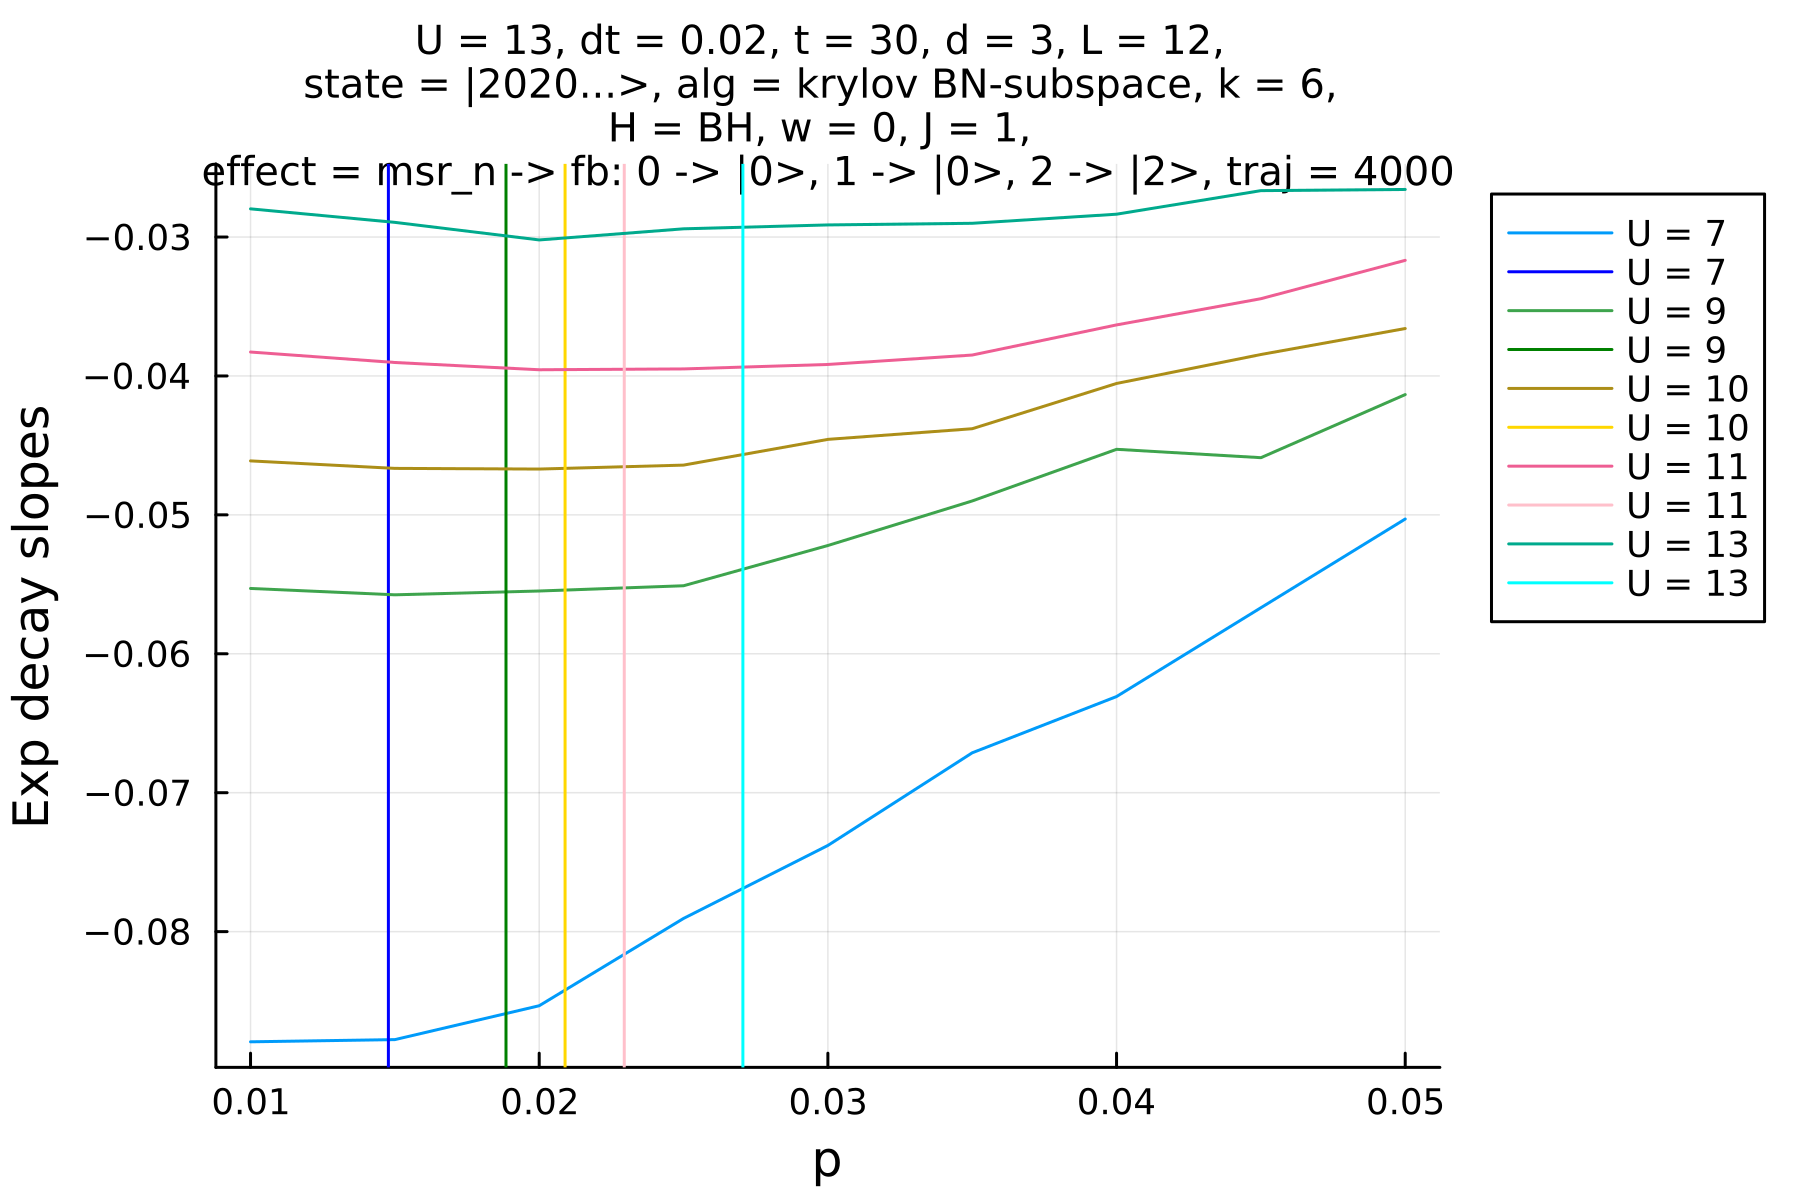 U = 13, dt = 0.02, t = 30, d = 3, L = 12,
state = |2020...>, alg = krylov BN-subspace, k = 6,
H = BH, w = 0, J = 1,
effect = msr_n -> fb: 0 -> |0>, 1 -> |0>, 2 -> |2>, traj = 4000
Exp decay slopes
−0.03
−0.04
−0.05
−0.06
−0.07
−0.08
0.01 0.02 0.03 0.04 0.05
p
U = 7
U = 7
U = 9
U = 9
U = 10
U = 10
U = 11
U = 11
U = 13
U = 13